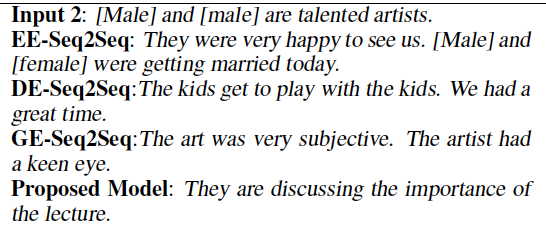 Input 2: [Male] and [male] are talented artists.
EE-Seq2Seq: They were very happy to see us. [Male] and
[female] were getting married today.
DE-Seq2Seq:The kids get to play with the kids. We had a
great time.
GE-Seq2Seq:The art was very subjective. The artist had
a keen eye.
Proposed Model: They are discussing the importance of
the lecture.